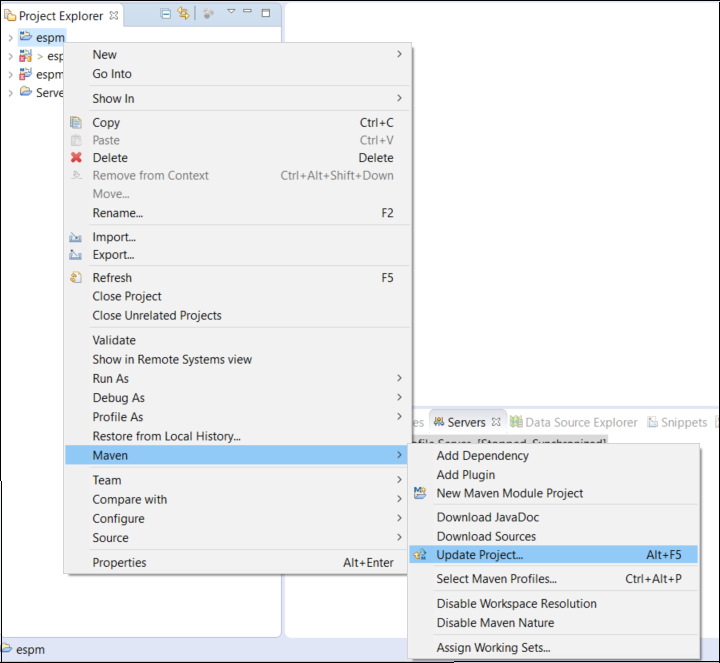 Project Explorer
espm
> esp
espm
Serve
New
Go Into
Show In
Copy Ctrl+C
Paste Ctrl+V
Delete Delete
Remove from Context Ctrl+Alt+Shift+Down
Move...
Rename... F2
Import...
Export...
Refresh F5
Close Project
Close Unrelated Projects
Validate
Show in Remote Systems view
Run As
Debug As
Profile As
Restore from Local History...
Maven
Team
Compare with
Configure
Source
Properties Alt+Enter
es Servers Data Source Explorer Snippets
ofile Server [Stopped, Synchronized]
Add Dependency
Add Plugin
New Maven Module Project
Download JavaDoc
Download Sources
Update Project... Alt+F5
Select Maven Profiles... Ctrl+Alt+P
Disable Workspace Resolution
Disable Maven Nature
Assign Working Sets...
espm